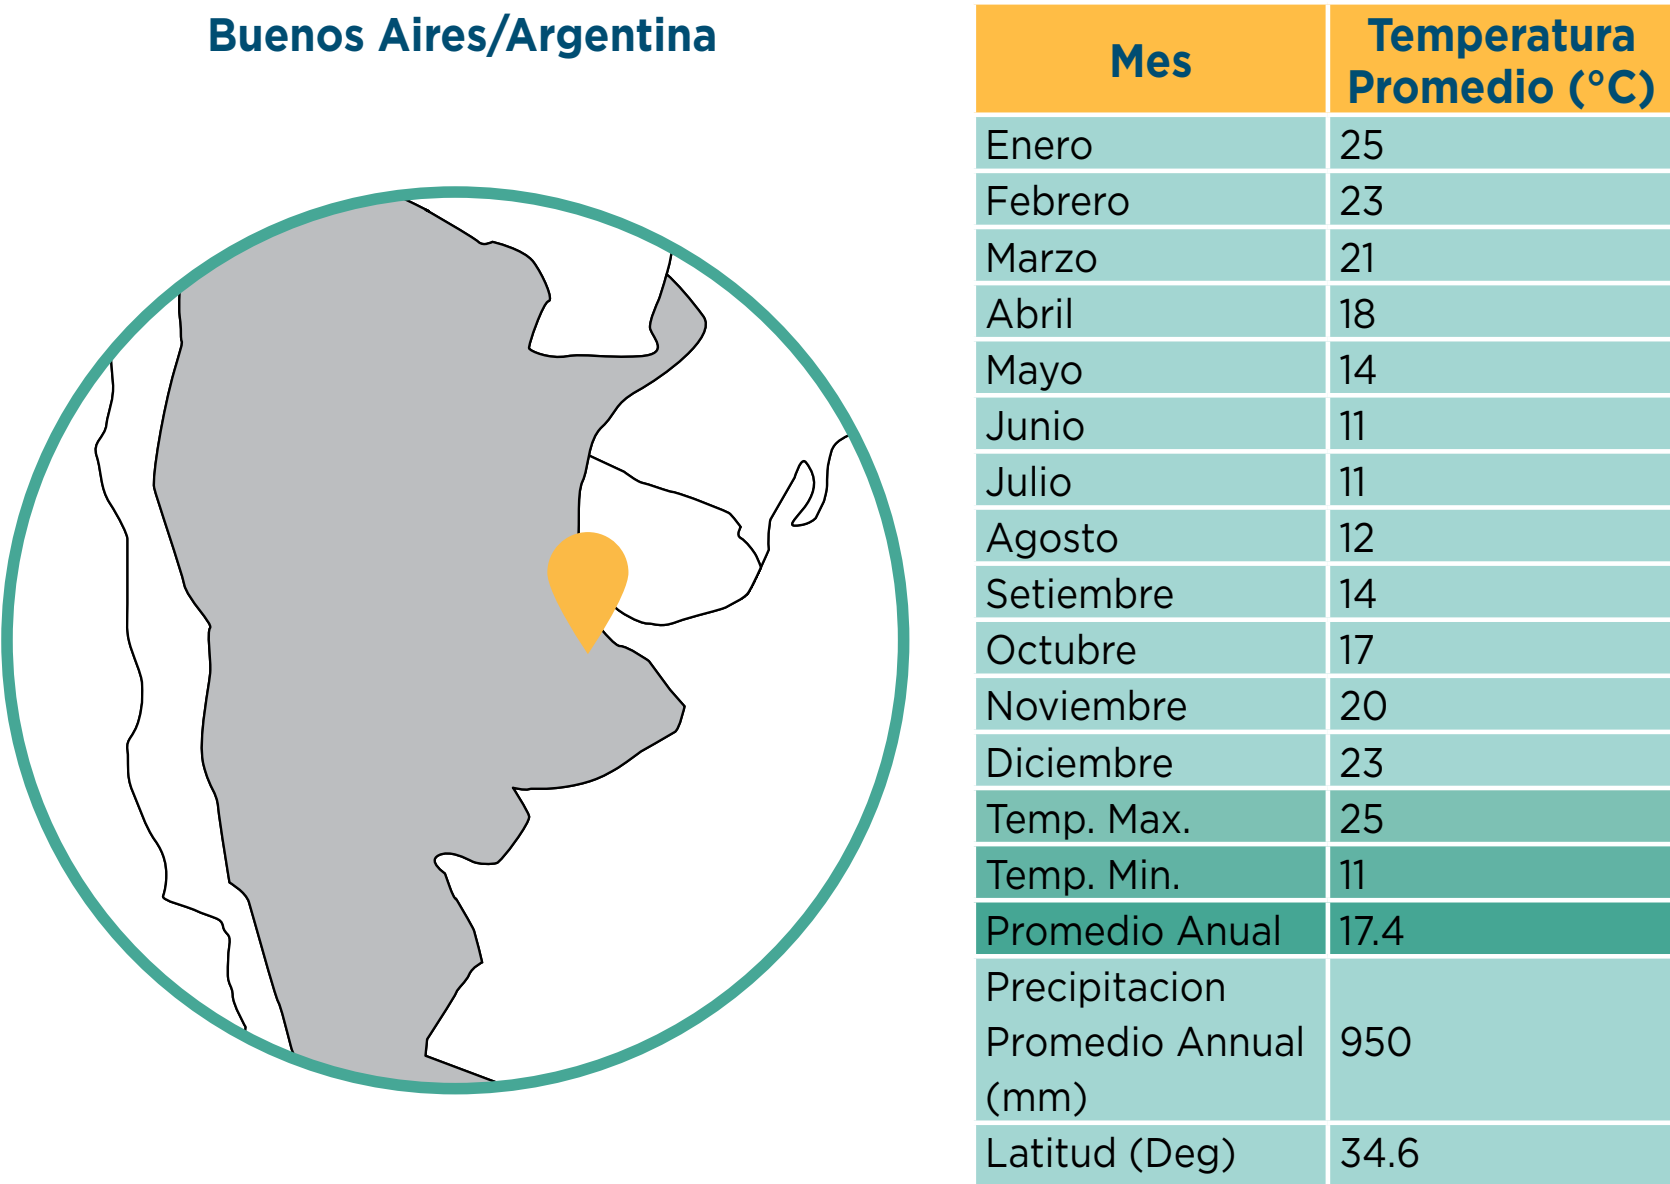 Buenos Aires/Argentina
Mes
Temperatura
Promedio (°C)
Enero 25
Febrero 23
Marzo 21
Abril 18
Mayo 14
Junio 11
Julio 11
Agosto 12
Setiembre 14
Octubre 17
Noviembre 20
Diciembre 23
Temp. Max. 25
Temp. Min. 11
Promedio Anual 17.4
Precipitacion
Promedio Annual 950
(mm)
Latitud (Deg) 34.6